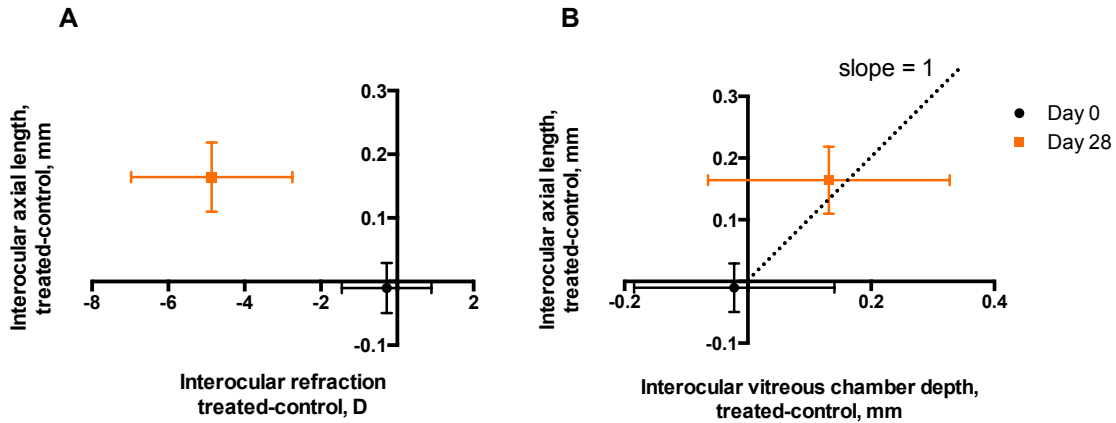 A
Interocular axial length,
treated-control, mm
0.3
0.2
0.1
-0.1
-8
-6
-4
-2
2
Interocular refraction
treated-control, D
B
Interocular axial length,
treated-control, mm
slope = 1
0.3
0.2
0.1
-0.1
-0.2
0.2
0.4
Interocular vitreous chamber depth,
treated-control, mm
Day 0
Day 28